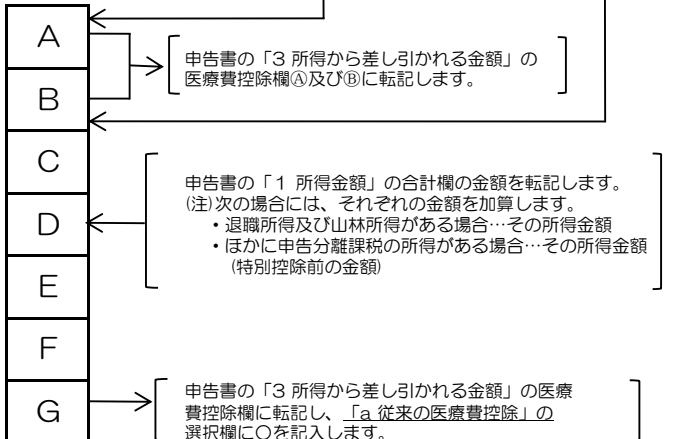 A
申告書の「3 所得から差し引かれる金額」の
医療費控除欄Ⓐ及びⒷに転記します。
B
C
申告書の「1 所得金額」の合計欄の金額を転記します。
(注)次の場合には、それぞれの金額を加算します。
D
・退職所得及び山林所得がある場合…その所得金額
・ほかに申告分離課税の所得がある場合…その所得金額
(特別控除前の金額)
E
F
G
申告書の「3 所得から差し引かれる金額」の医療
費控除欄に転記し、「a 従来の医療費控除」の
選択欄に〇を記入します。